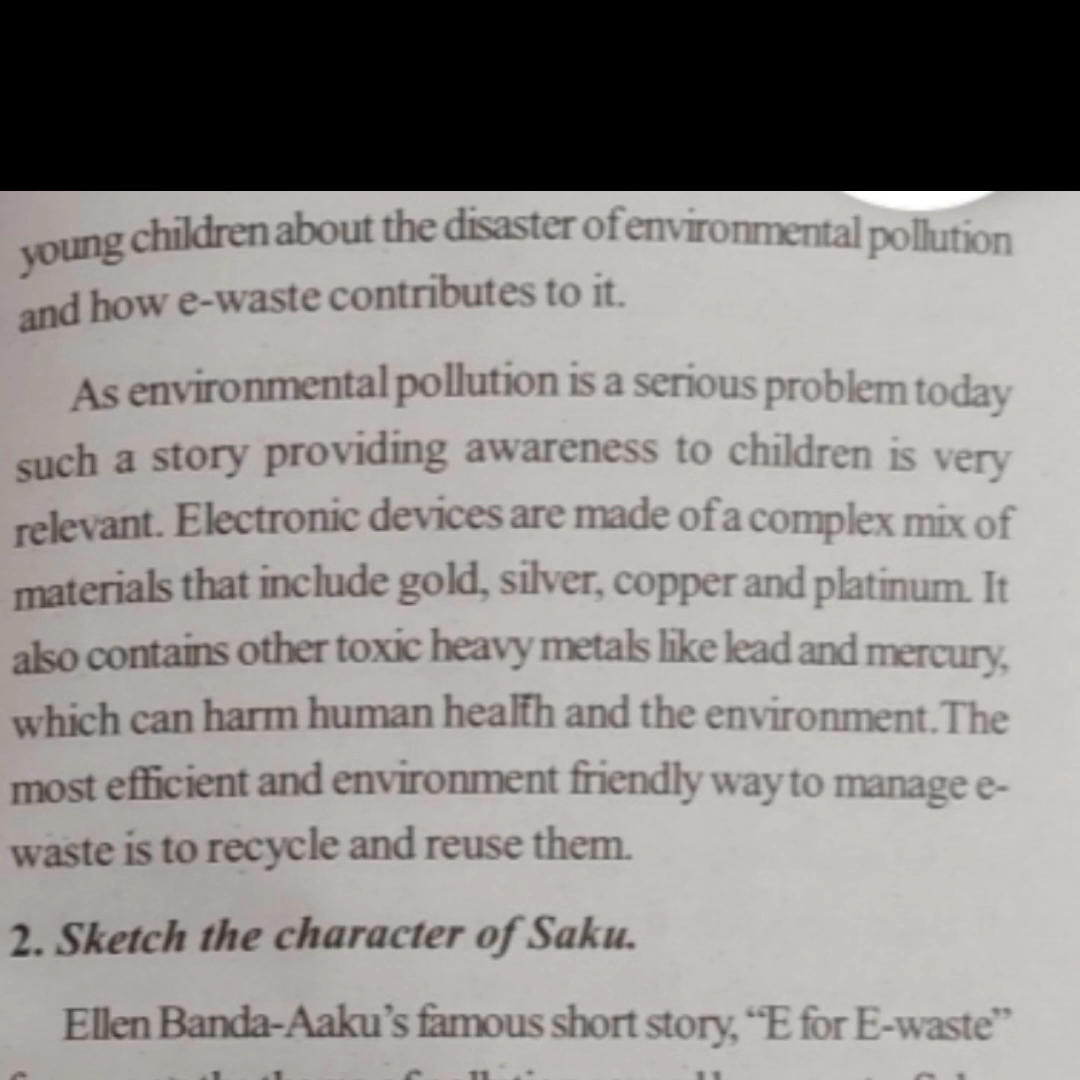 young children about the disaster of environmental pollution
and how e-waste contributes to it.
As environmental pollution is a serious problem today
such a story providing awareness to children is very
relevant. Electronic devices are made of a complex mix of
materials that include gold, silver, copper and platinum. It
also contains other toxic heavy metals like lead and mercury,
which can harm human health and the environment. The
most efficient and environment friendly way to manage e-
waste is to recycle and reuse them.
2. Sketch the character of Saku.
Ellen Banda-Aaku's famous short story, “E for E-waste”